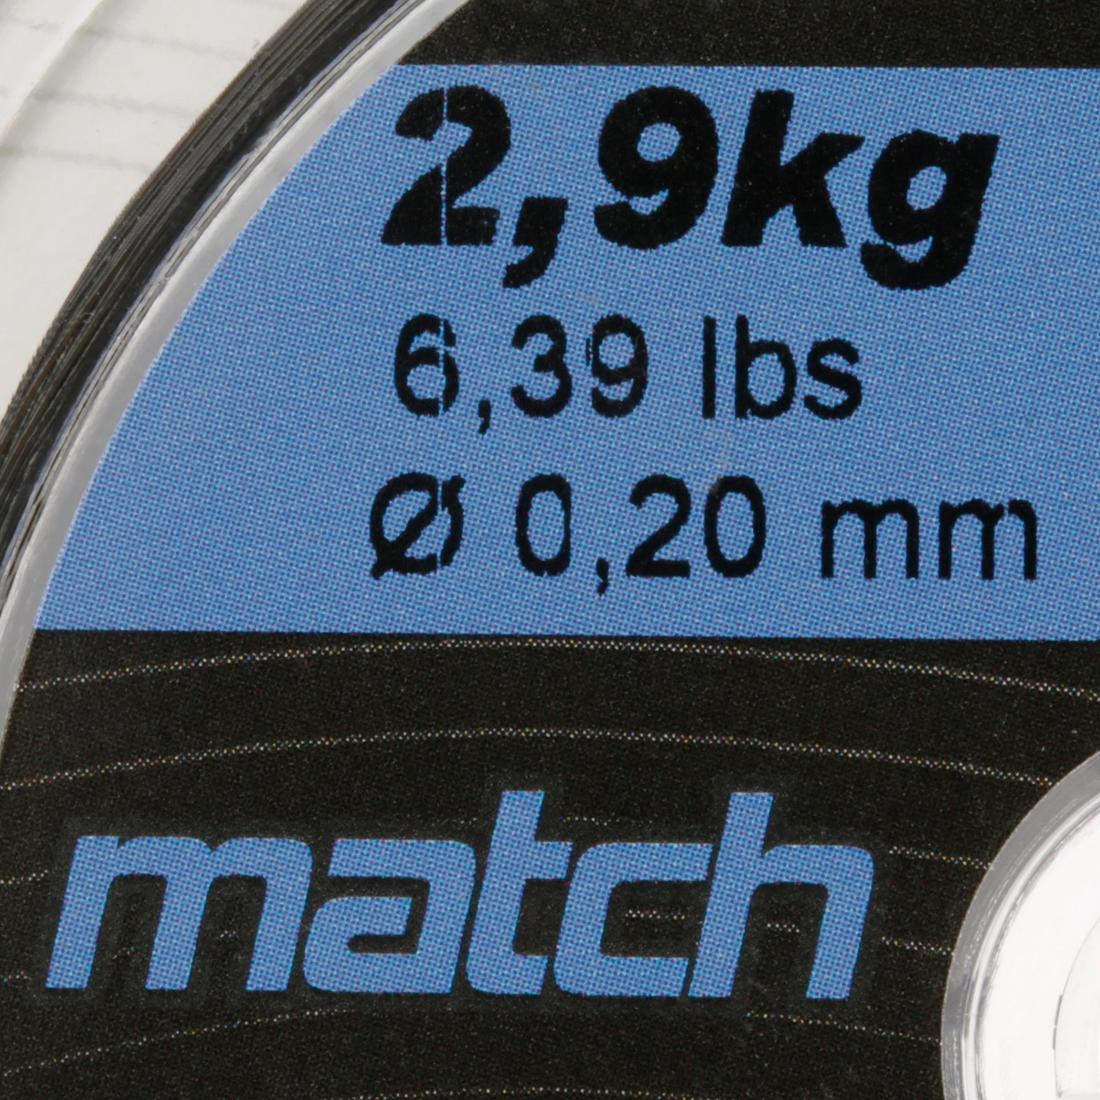 2,9kg
6,39 lbs
Ø 0,20 mm
match